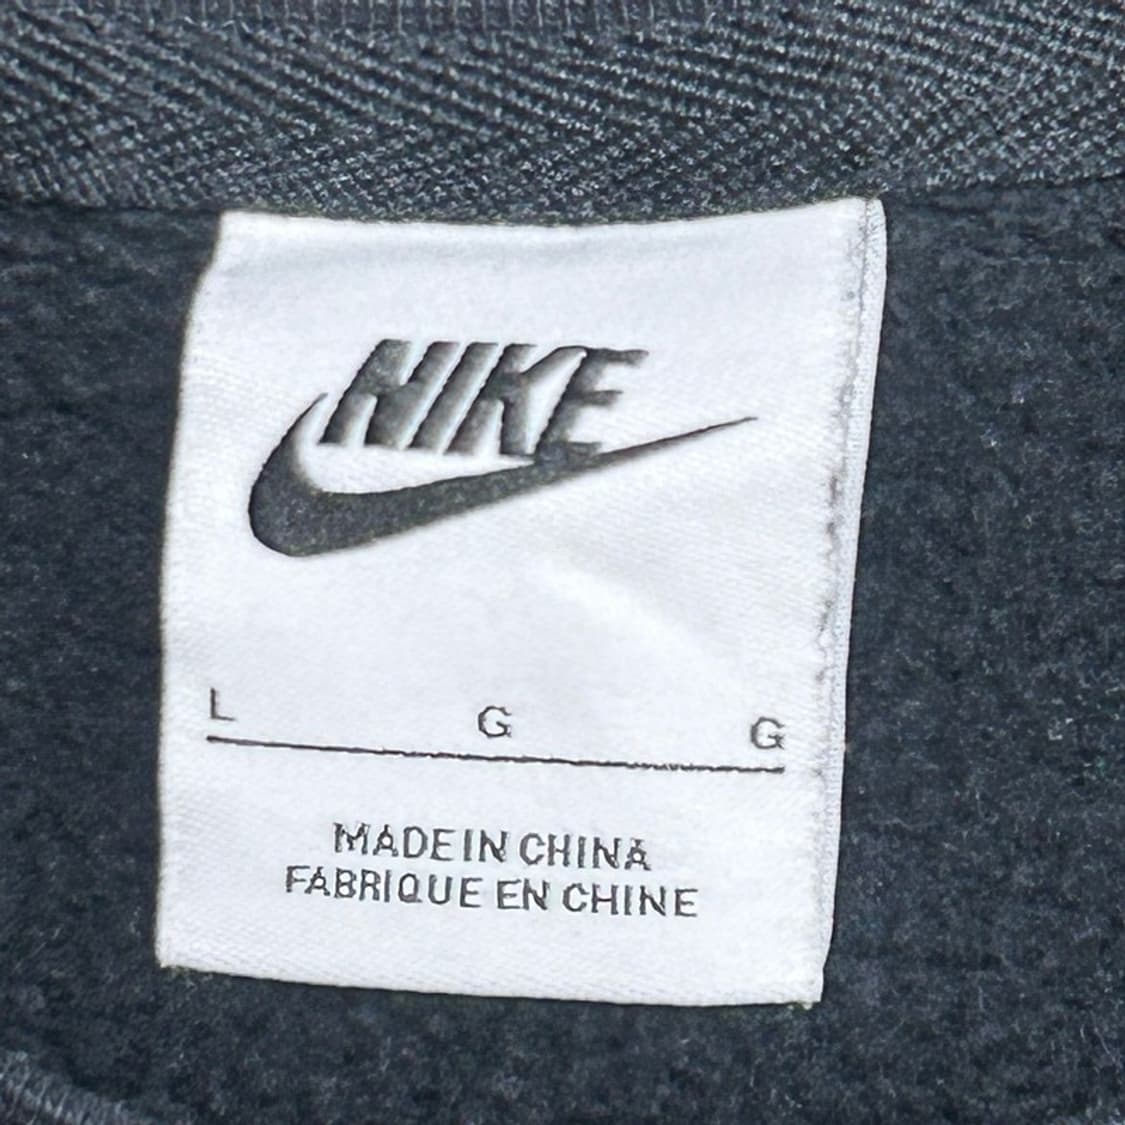 NIKE
L G G
MADE IN CHINA
FABRIQUE EN CHINE